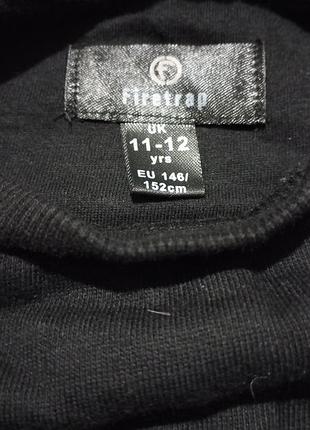 Firetrap
UK
11-12
yrs
EU 146/
152cm